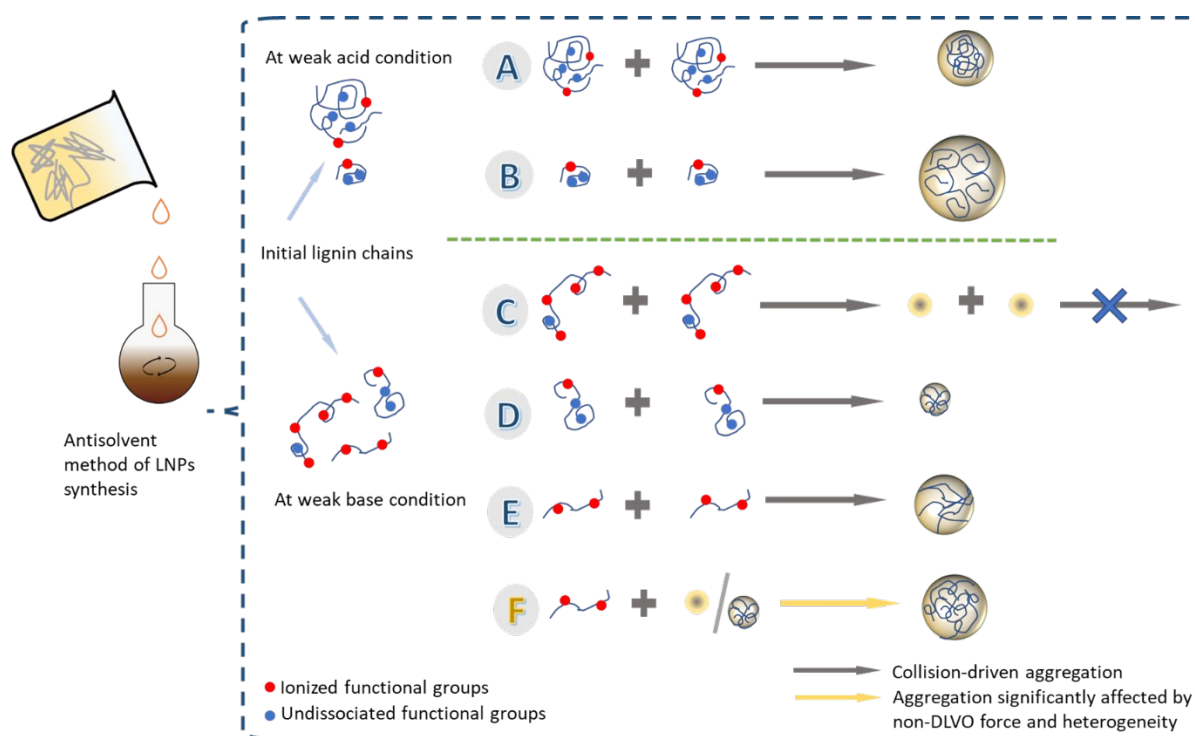 At weak acid condition
A
B
Initial lignin chains
C
D
Antisolvent
method of LNPs
synthesis
At weak base condition
E
F
Ionized functional groups
Undissociated functional groups
Collision-driven aggregation
Aggregation significantly affected by
non-DLVO force and heterogeneity